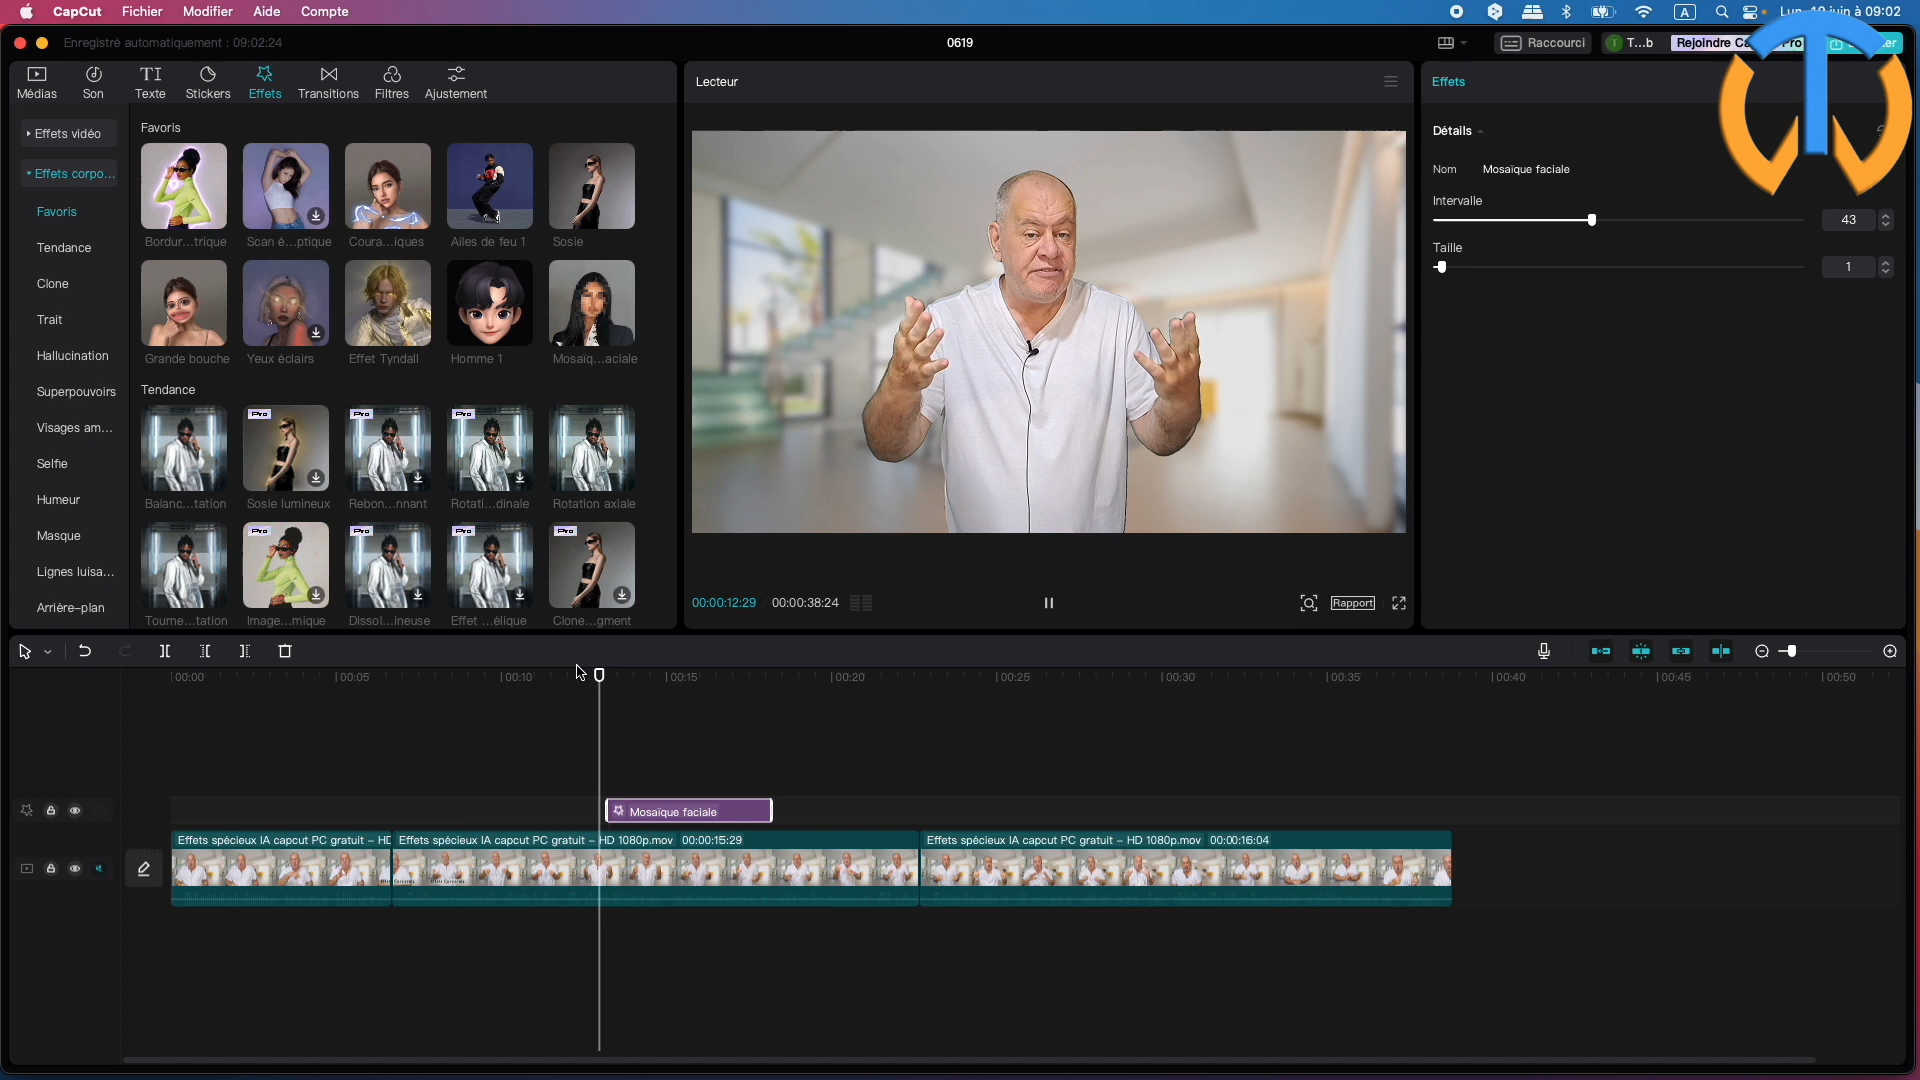 CapCut Fichier Modifier Aide Compte
A
Lun. 19 juin à 09:02
Enregistré automatiquement : 09:02:24
0619
Raccourci
T...b
Rejoindre
Pro
Médias Son Texte Stickers Effets Transitions Filtres Ajustement
Lecteur
Effets
Effets vidéo
Effets corpo...
Favoris
Tendance
Clone
Trait
Hallucination
Superpouvoirs
Visages am...
Selfie
Humeur
Masque
Lignes luisa...
Arrière-plan
Favoris
Bordur...trique Scan é...ptique Coura...iques Ailes de feu 1 Sosie
Grande bouche Yeux éclairs Effet Tyndall Homme 1 Mosaïq...aciale
Tendance
Pro Pro Pro
Balanc...tation Sosie lumineux Rebon...nnant Rotati...dinale Rotation axiale
Pro Pro Pro Pro
Tourne...tation Image...mique Dissol...ineuse Effet ...élique Clone...gment
00:00:12:29 00:00:38:24
Rapport
Détails
Nom Mosaïque faciale
Intervalle
43
Taille
1
00:00 00:05 00:10 00:15 00:20 00:25 00:30 00:35 00:40 00:45 00:50
Mosaïque faciale
Effets spécieux IA capcut PC gratuit – HD
Effets spécieux IA capcut PC gratuit – HD 1080p.mov 00:00:15:29
Effets spécieux IA capcut PC gratuit – HD 1080p.mov 00:00:16:04